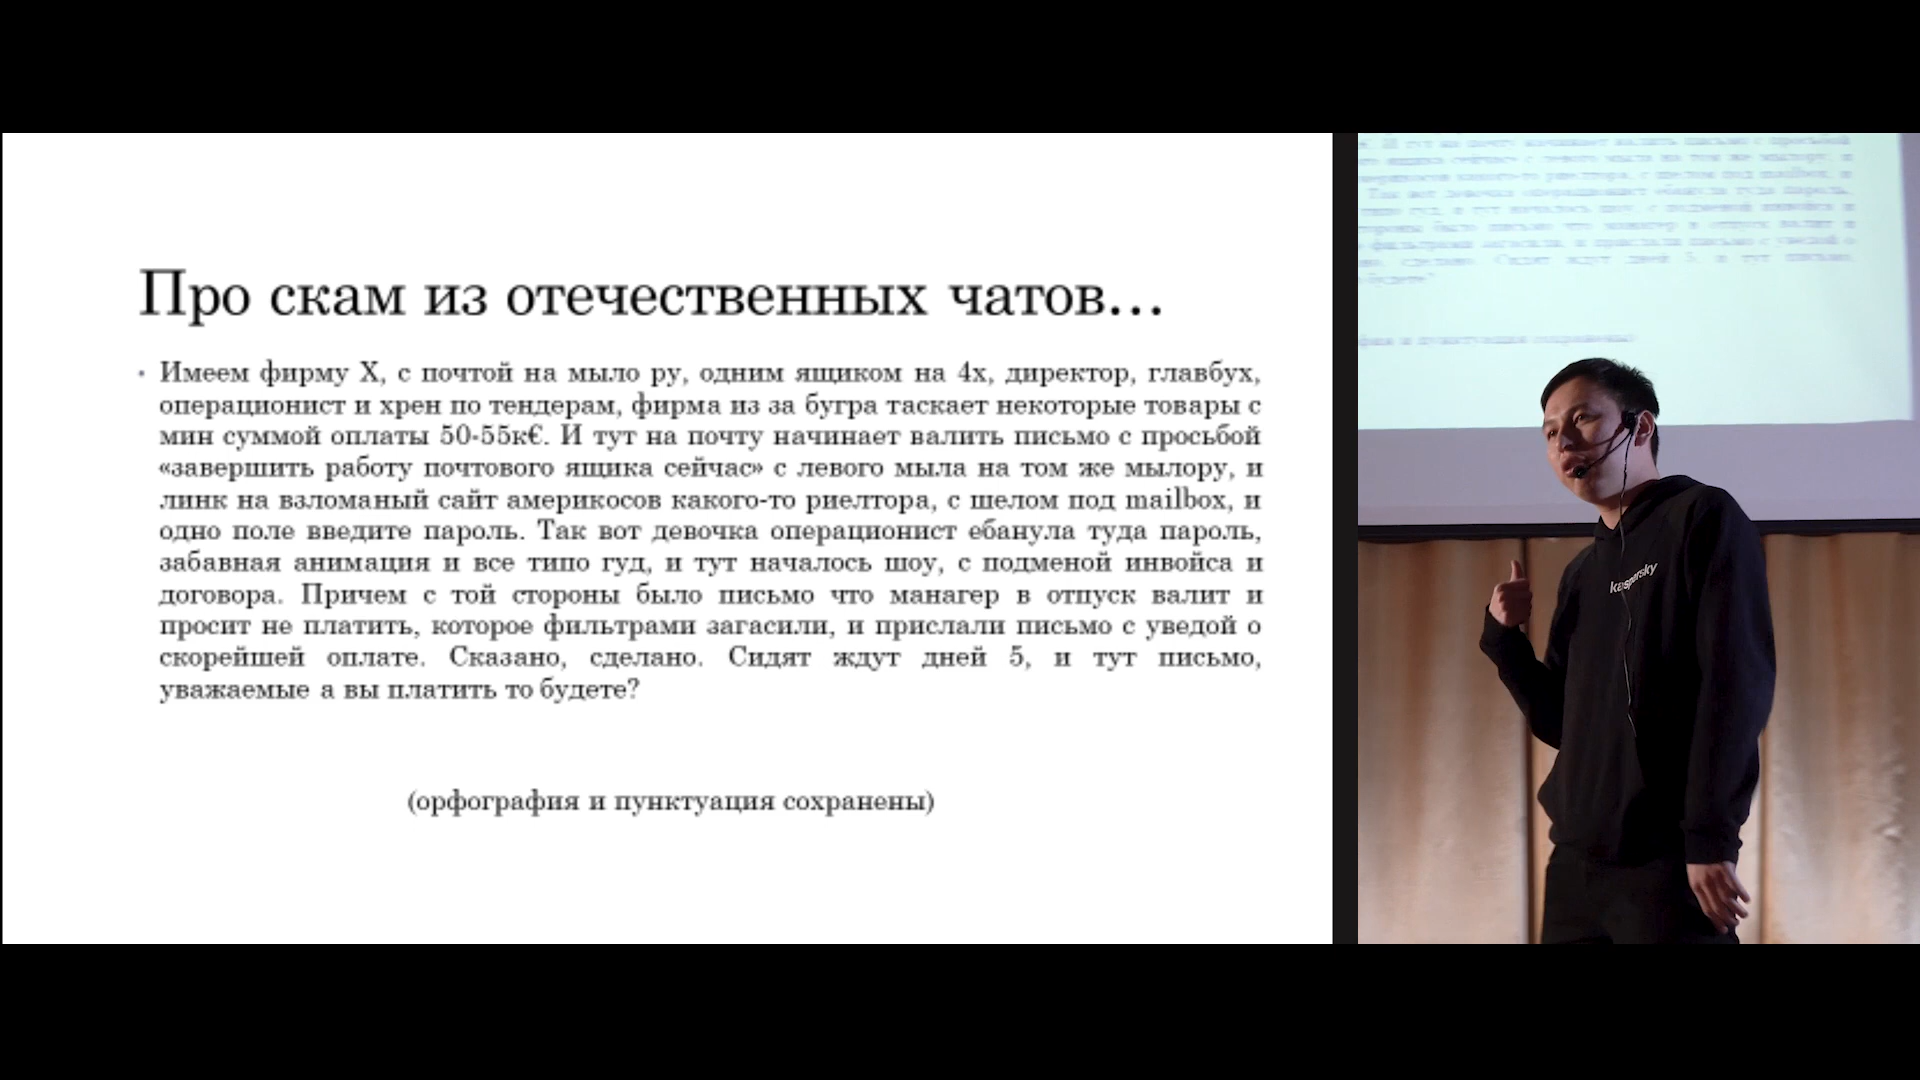 Про скам из отечественных чатов...
• Имеем фирму X, с почтой на мыло ру, одним ящиком на 4х, директор, главбух,
операционист и хрен по тендерам, фирма из за бугра таскает некоторые товары с
мин суммой оплаты 50-55к€. И тут на почту начинает валить письмо с просьбой
«завершить работу почтового ящика сейчас» с левого мыла на том же мылору, и
линк на взломаный сайт америкосов какого-то риелтора, с шелом под mailbox, и
одно поле введите пароль. Так вот девочка операционист ебанула туда пароль,
забавная анимация и все типо гуд, и тут началось шоу, с подменой инвойса и
договора. Причем с той стороны было письмо что манагер в отпуск валит и
просит не платить, которое фильтрами загасили, и прислали письмо с уведой о
скорейшей оплате. Сказано, сделано. Сидят ждут дней 5, и тут письмо,
уважаемые а вы платить то будете?
(орфография и пунктуация сохранены)
kaspersky